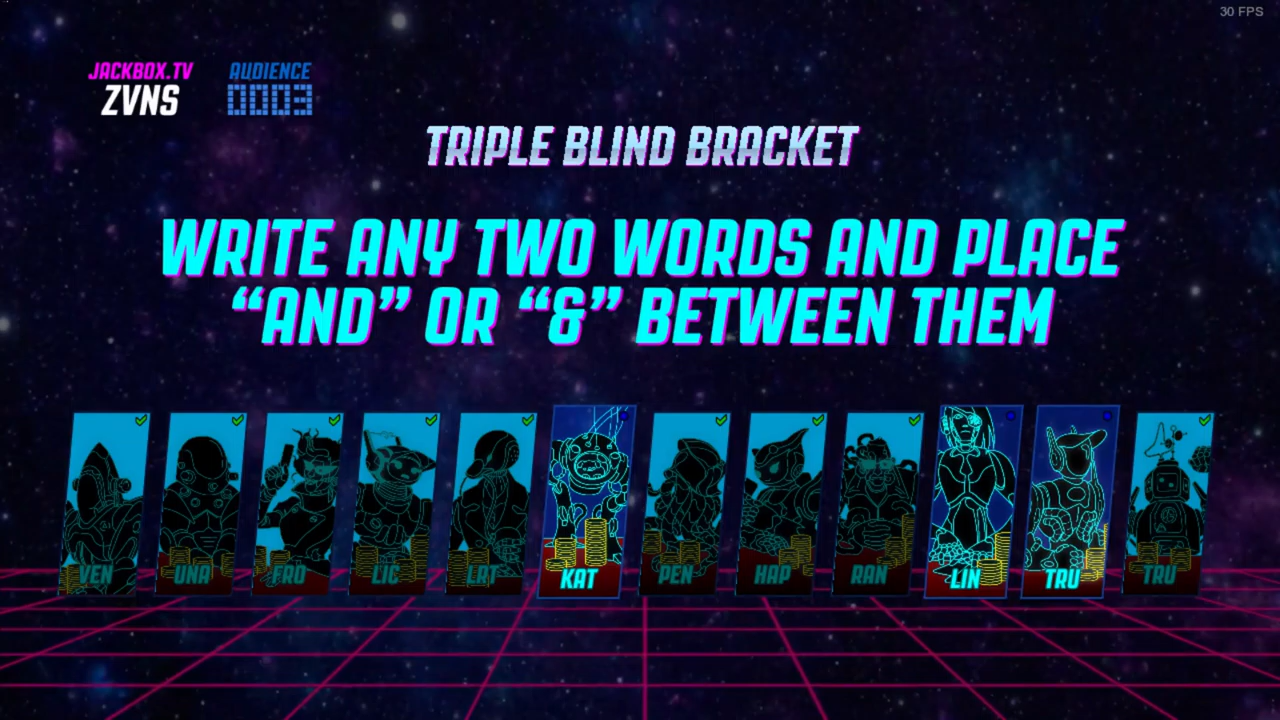 30 FPS
JACKBOX.TV
ZVNS
AUDIENCE
0003
TRIPLE BLIND BRACKET
WRITE ANY TWO WORDS AND PLACE
“AND” OR “&” BETWEEN THEM
VEN UNA FRO LIC LRT KAT PEN HAP RAN LIN TRU TRU